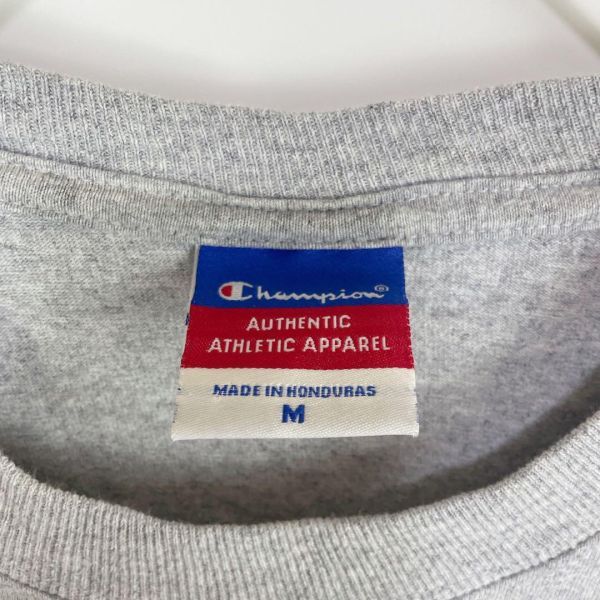 Champion®
AUTHENTIC
ATHLETIC APPAREL
MADE IN HONDURAS
M